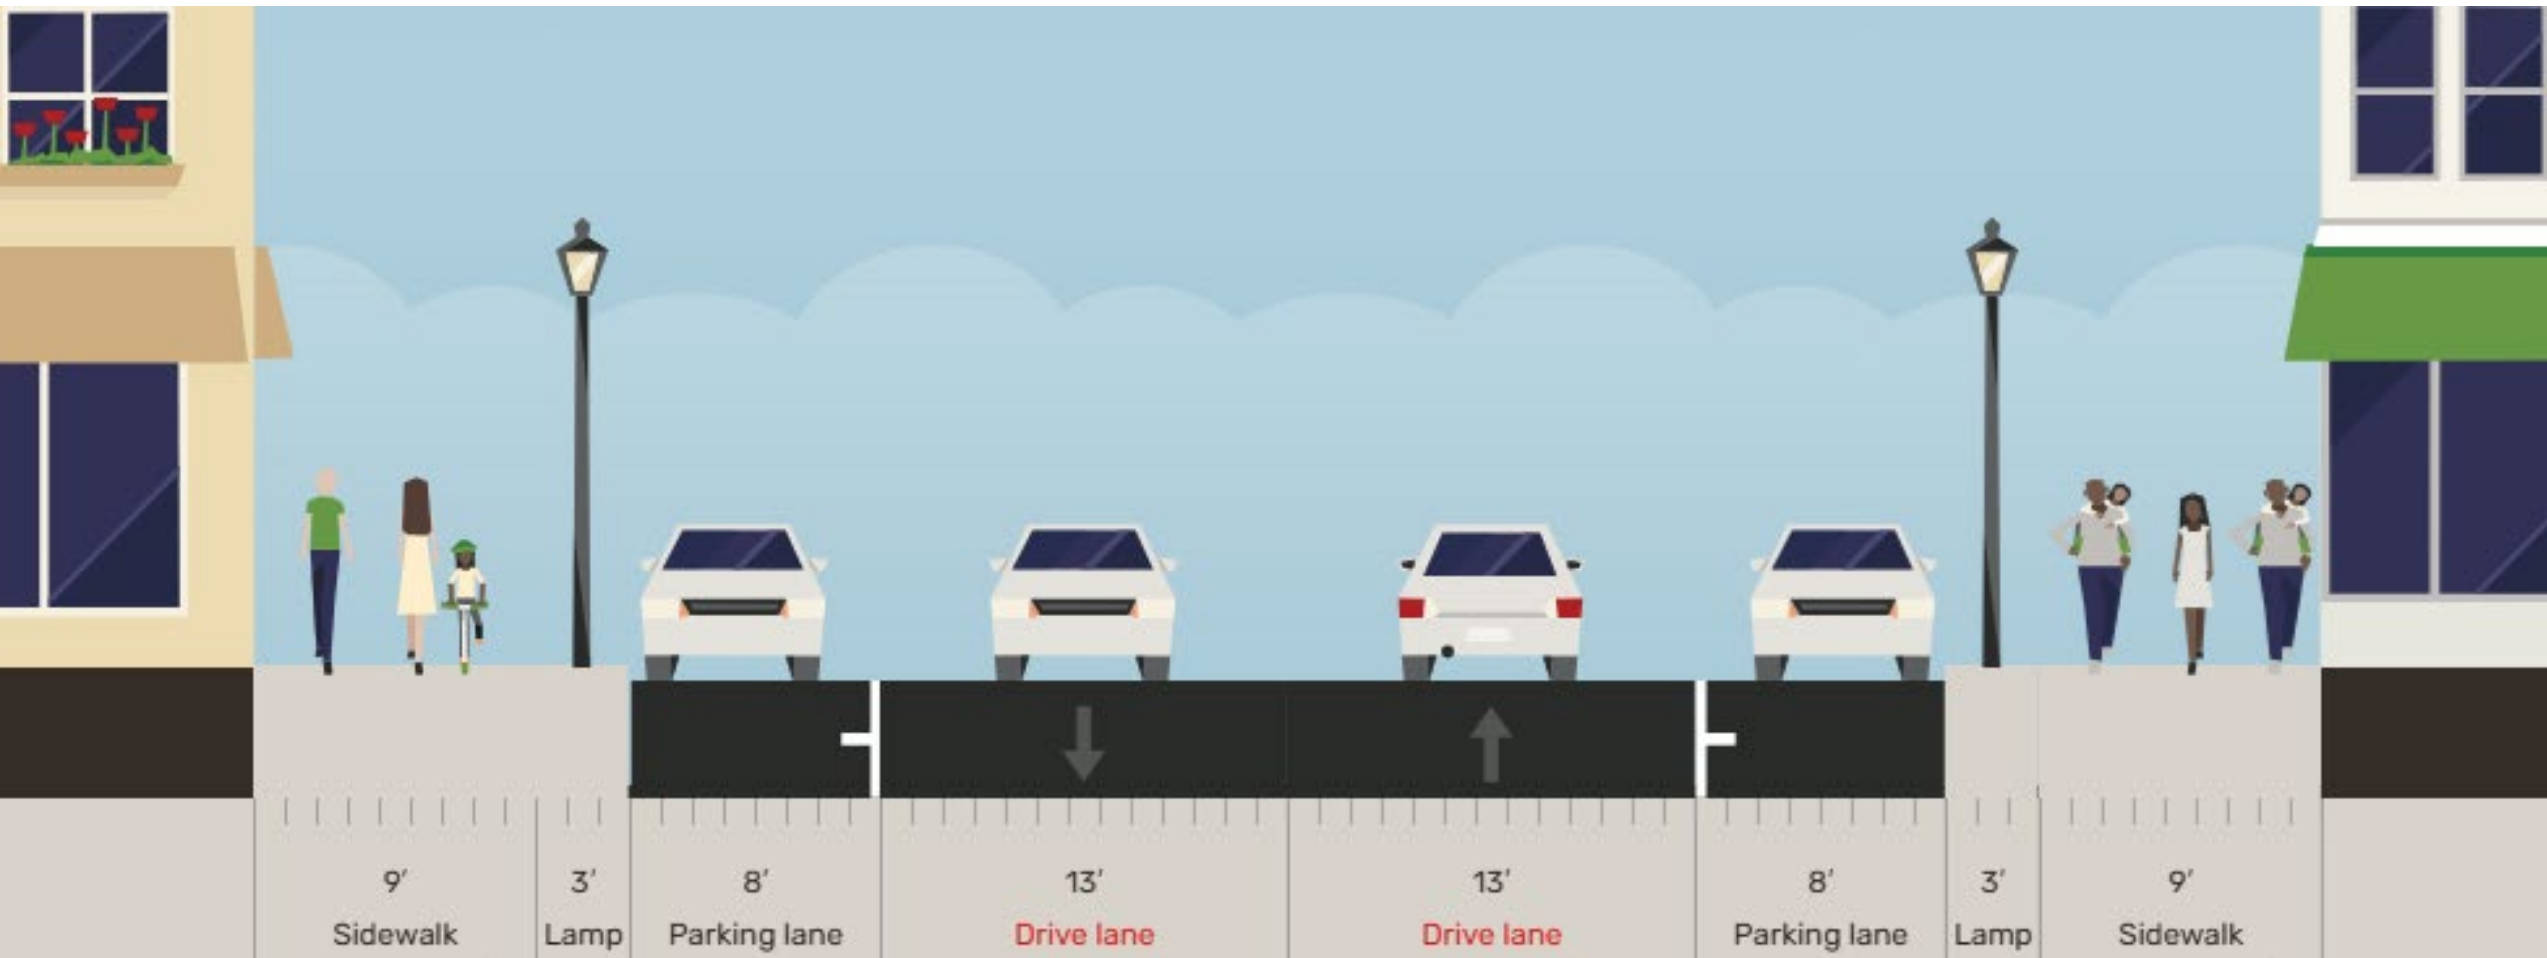 9′ 3′ 8′ 13′ 13′ 8′ 3′ 9′
Sidewalk Lamp Parking lane Drive lane Drive lane Parking lane Lamp Sidewalk